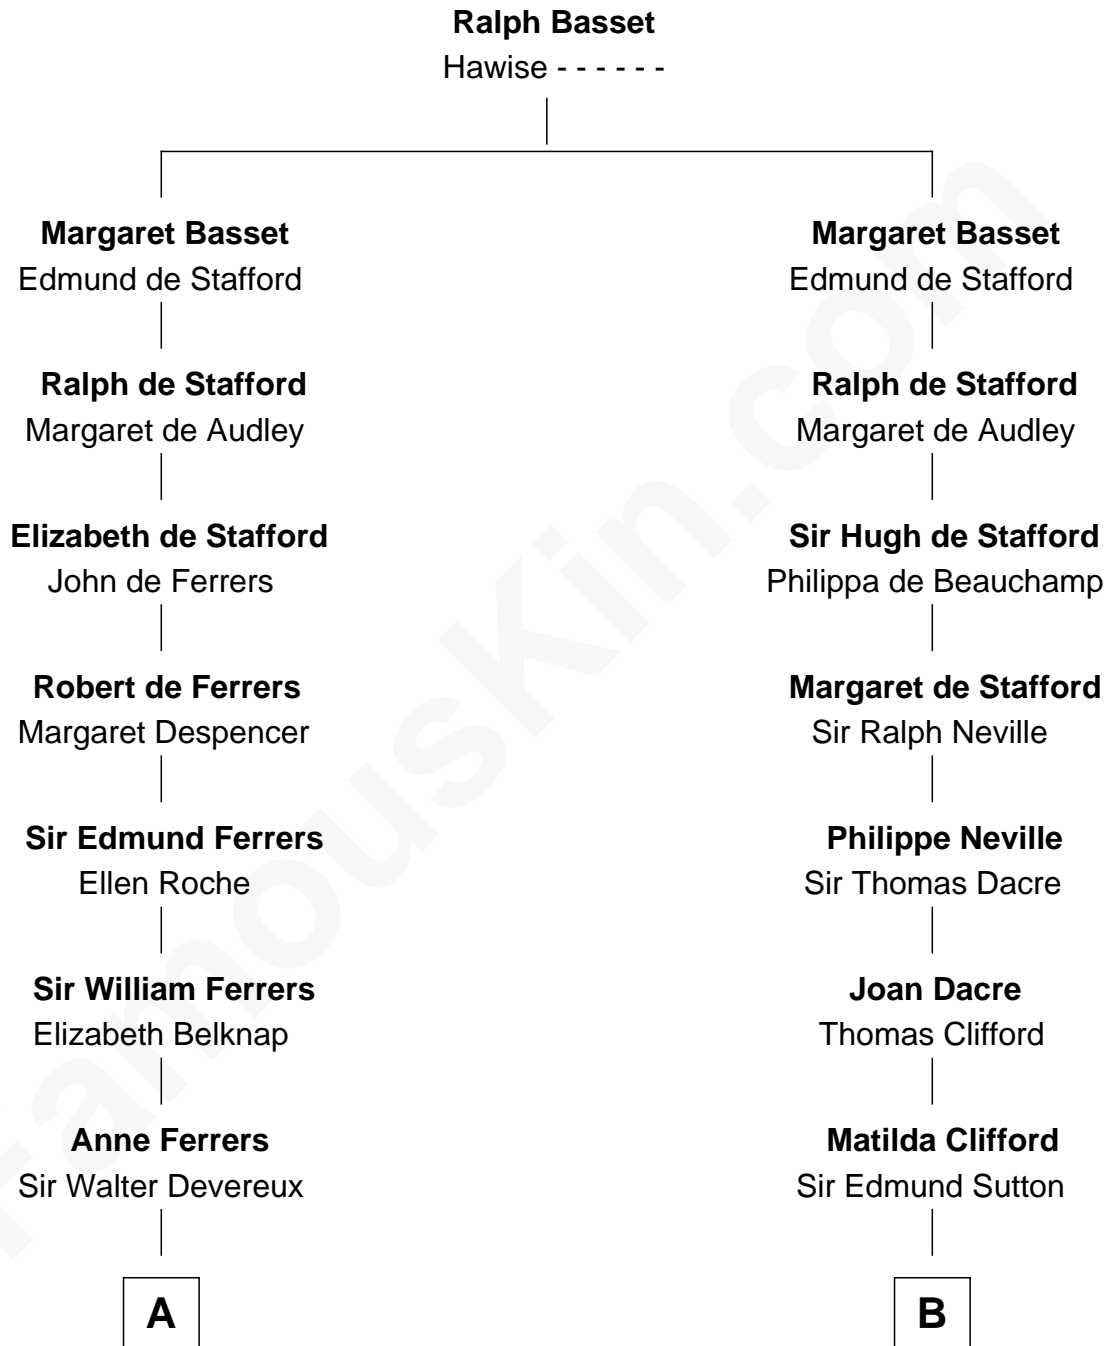 Ralph Basset
Hawise - - - - - -
Margaret Basset
Edmund de Stafford
Ralph de Stafford
Margaret de Audley
Elizabeth de Stafford
John de Ferrers
Robert de Ferrers
Margaret Despencer
Sir Edmund Ferrers
Ellen Roche
Sir William Ferrers
Elizabeth Belknap
Anne Ferrers
Sir Walter Devereux
A
Margaret Basset
Edmund de Stafford
Ralph de Stafford
Margaret de Audley
Sir Hugh de Stafford
Philippa de Beauchamp
Margaret de Stafford
Sir Ralph Neville
Philippe Neville
Sir Thomas Dacre
Joan Dacre
Thomas Clifford
Matilda Clifford
Sir Edmund Sutton
B
FamousKin.com